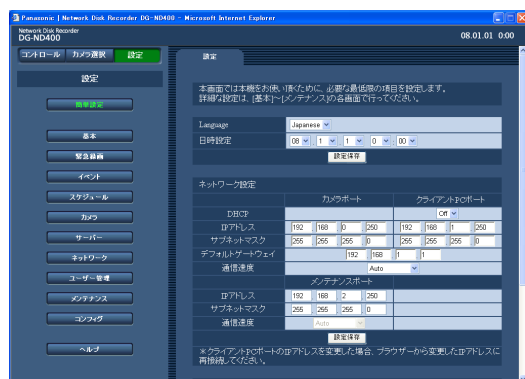 Panasonic | Network Disk Recorder DG-ND400 - Microsoft Internet Explorer
Network Disk Recorder
DG-ND400
08.01.01 0:00
コントロール カメラ選択 設定
設定
簡単設定
基本
緊急録画
イベント
スケジュール
カメラ
サーバー
ネットワーク
ユーザー管理
メンテナンス
コンフィグ
ヘルプ
設定
本画面では本機をお使い頂くために、必要な最低限の項目を設定します。
詳細な設定は、[基本]~[メンテナンス]の各画面で行ってください。
Language Japanese
日時設定 08 . 1 . 1 0 : 00
設定保存
ネットワーク設定
カメラポート クライアントPCポート
DHCP Off
IPアドレス 192 . 168 . 0 . 250 192 . 168 . 1 . 250
サブネットマスク 255 . 255 . 255 . 0 255 . 255 . 255 . 0
デフォルトゲートウェイ 192 . 168 . 1 . 1
通信速度 Auto
メンテナンスポート
IPアドレス 192 . 168 . 2 . 250
サブネットマスク 255 . 255 . 255 . 0
通信速度 Auto
設定保存
※クライアントPCポートのIPアドレスを変更した場合、ブラウザーから変更したIPアドレスに
再接続してください。